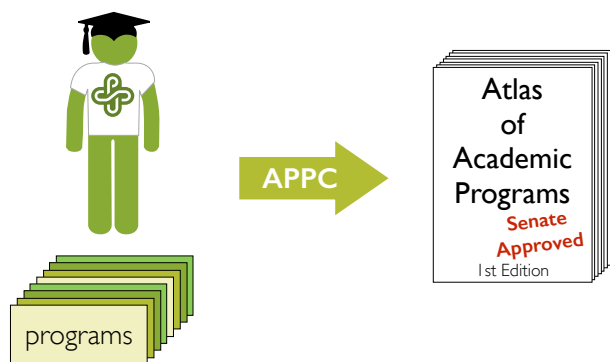 APPC
programs
Atlas
of
Academic
Programs
Senate
Approved
1st Edition